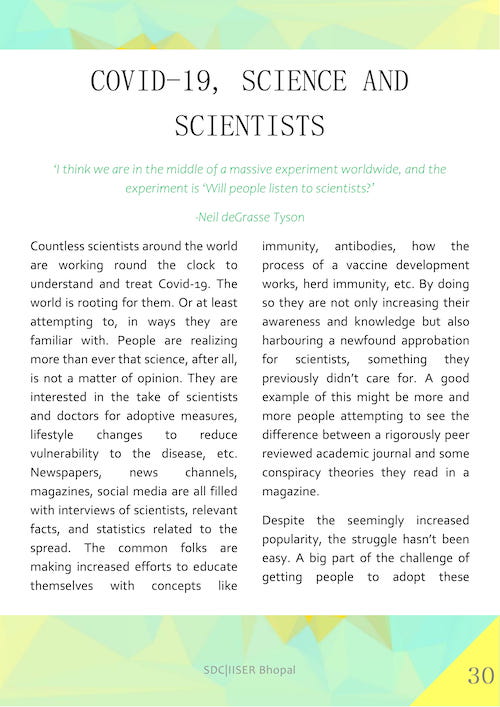 COVID-19, SCIENCE AND
SCIENTISTS
‘I think we are in the middle of a massive experiment worldwide, and the
experiment is ‘Will people listen to scientists?’
-Neil deGrasse Tyson
Countless scientists around the world
are working round the clock to
understand and treat Covid-19. The
world is rooting for them. Or at least
attempting to, in ways they are
familiar with. People are realizing
more than ever that science, after all,
is not a matter of opinion. They are
interested in the take of scientists
and doctors for adoptive measures,
lifestyle changes to reduce
vulnerability to the disease, etc.
Newspapers, news channels,
magazines, social media are all filled
with interviews of scientists, relevant
facts, and statistics related to the
spread. The common folks are
making increased efforts to educate
themselves with concepts like
immunity, antibodies, how the
process of a vaccine development
works, herd immunity, etc. By doing
so they are not only increasing their
awareness and knowledge but also
harbouring a newfound approbation
for scientists, something they
previously didn’t care for. A good
example of this might be more and
more people attempting to see the
difference between a rigorously peer
reviewed academic journal and some
conspiracy theories they read in a
magazine.
Despite the seemingly increased
popularity, the struggle hasn’t been
easy. A big part of the challenge of
getting people to adopt these
SDC|IISER Bhopal
30